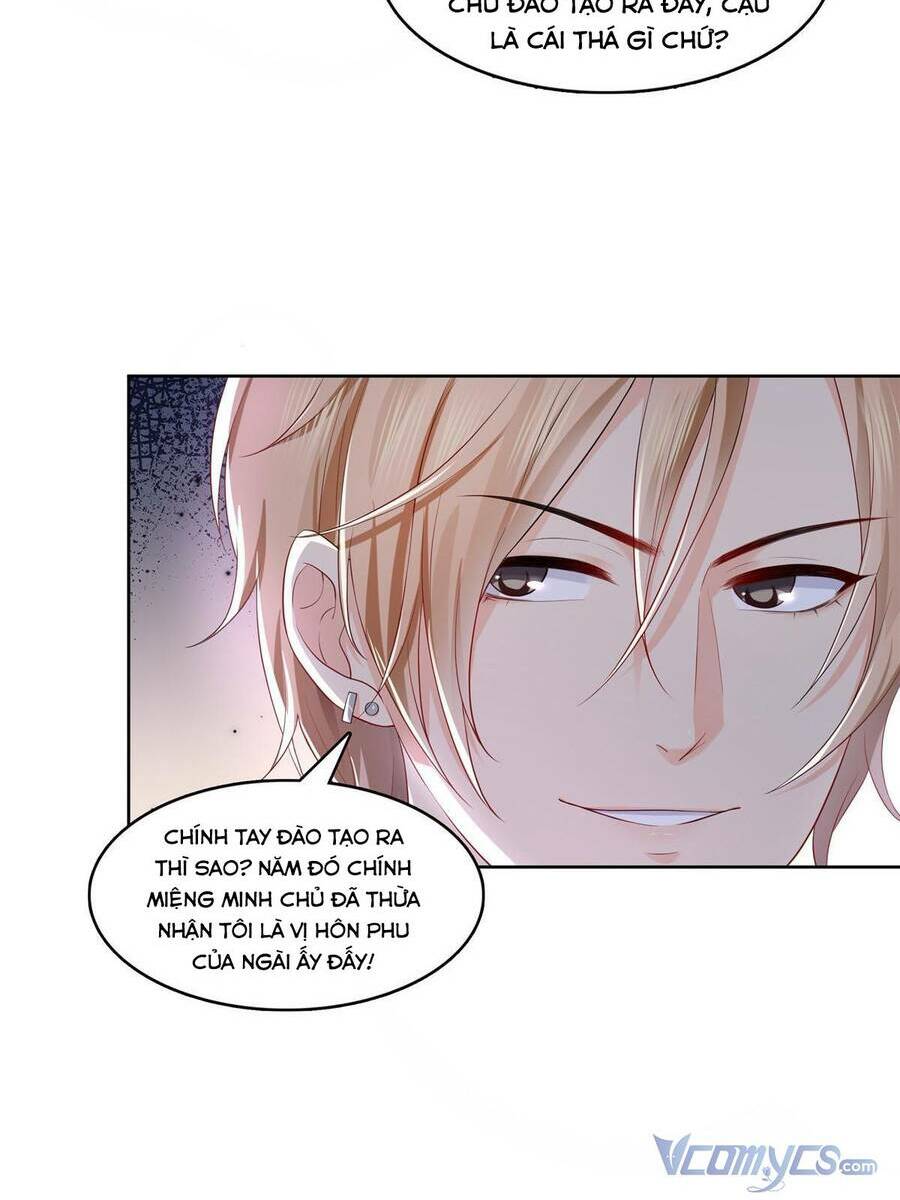 CHỦ ĐÀO TẠO RA ĐẤY, CẬU
LÀ CÁI THÁ GÌ CHỨ?
CHÍNH TAY ĐÀO TẠO RA
THÌ SAO? NĂM ĐÓ CHÍNH
MIỆNG MINH CHỦ ĐÃ THỪA
NHẬN TÔI LÀ VỊ HÔN PHU
CỦA NGÀI ẤY ĐẤY!
VCOMYCS.com